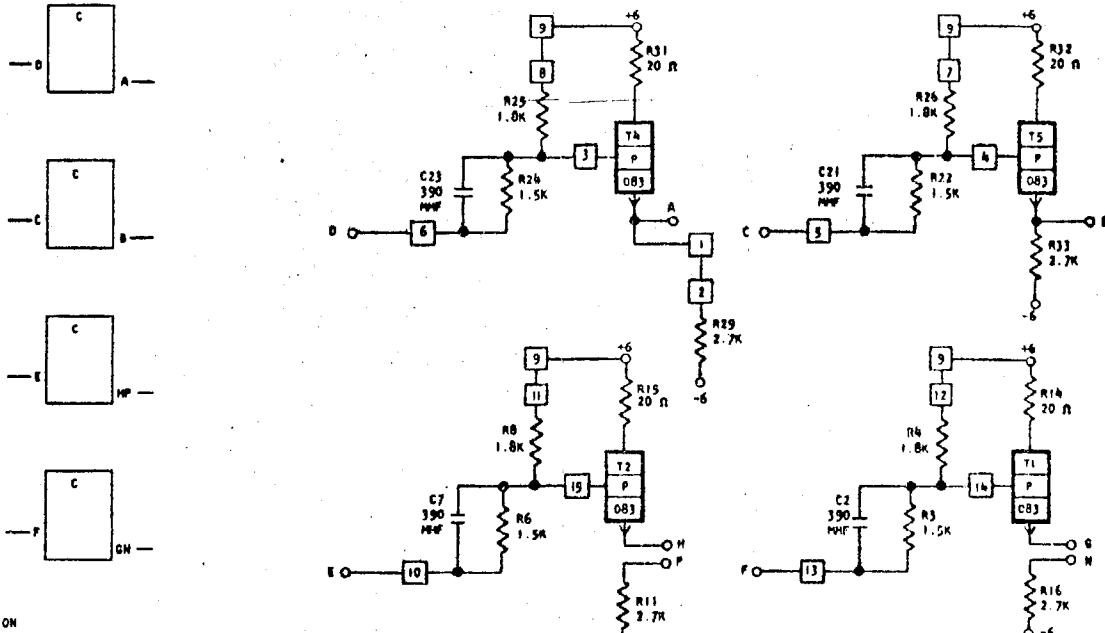 C
D
A
C
C
B
C
E
HP
C
F
GN
ON
9
+6
R31
20 Ω
8
R25
1.8K
T4
P
083
3
C23
390
MMF
R24
1.5K
D
6
A
1
2
R29
2.7K
-6
9
+6
R32
20 Ω
7
R26
1.8K
T5
P
083
4
C21
390
MMF
R22
1.5K
C
5
R33
2.7K
-6
9
+6
R15
20 Ω
11
R8
1.8K
T2
P
083
15
C7
390
MMF
R6
1.5K
E
10
H
P
R11
2.7K
9
+6
R14
20 Ω
12
R4
1.8K
T1
P
083
14
C2
390
MMF
R3
1.5K
F
13
G
N
R16
2.7K
-6